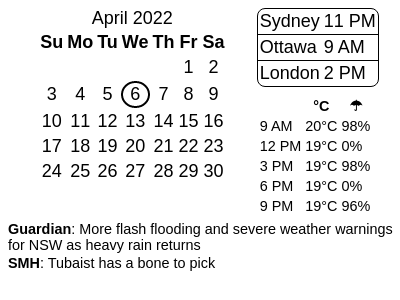 April 2022
Su Mo Tu We Th Fr Sa
1 2
3 4 5 6 7 8 9
10 11 12 13 14 15 16
17 18 19 20 21 22 23
24 25 26 27 28 29 30
Sydney 11 PM
Ottawa 9 AM
London 2 PM
°C ☂
9 AM 20°C 98%
12 PM 19°C 0%
3 PM 19°C 98%
6 PM 19°C 0%
9 PM 19°C 96%
Guardian: More flash flooding and severe weather warnings
for NSW as heavy rain returns
SMH: Tubaist has a bone to pick